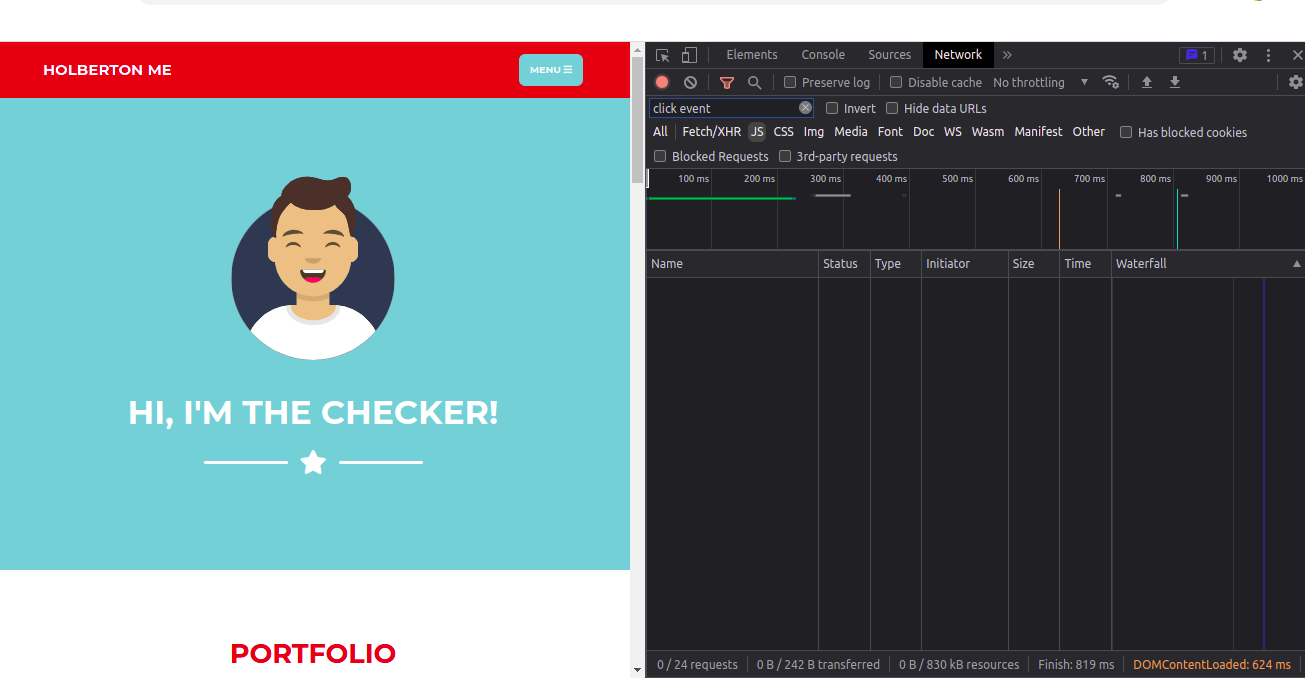 HOLBERTON ME
MENU
HI, I'M THE CHECKER!
PORTFOLIO
Elements Console Sources Network » 1
Preserve log Disable cache No throttling
click event Invert Hide data URLs
All Fetch/XHR JS CSS Img Media Font Doc WS Wasm Manifest Other Has blocked cookies
Blocked Requests 3rd-party requests
100 ms 200 ms 300 ms 400 ms 500 ms 600 ms 700 ms 800 ms 900 ms 1000 ms
Name Status Type Initiator Size Time Waterfall
0 / 24 requests 0 B / 242 B transferred 0 B / 830 kB resources Finish: 819 ms DOMContentLoaded: 624 ms